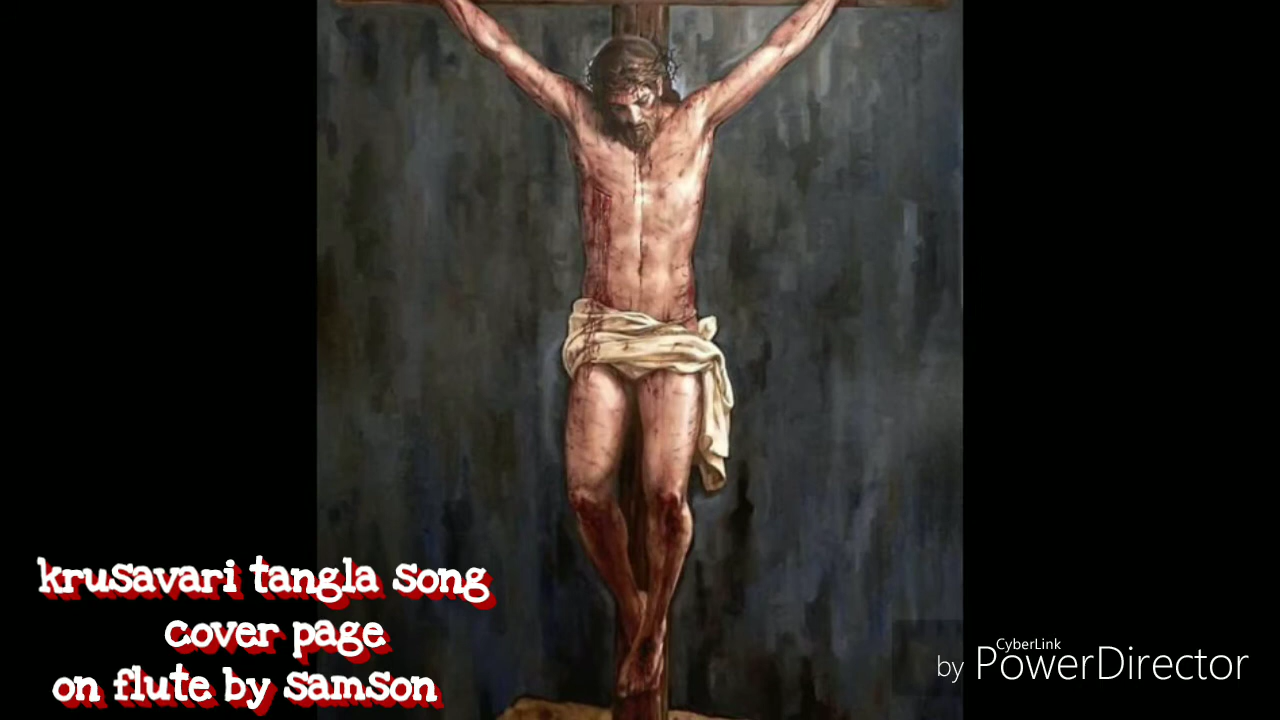 krusavari tangla song
cover page
on flute by samson
CyberLink
by PowerDirector